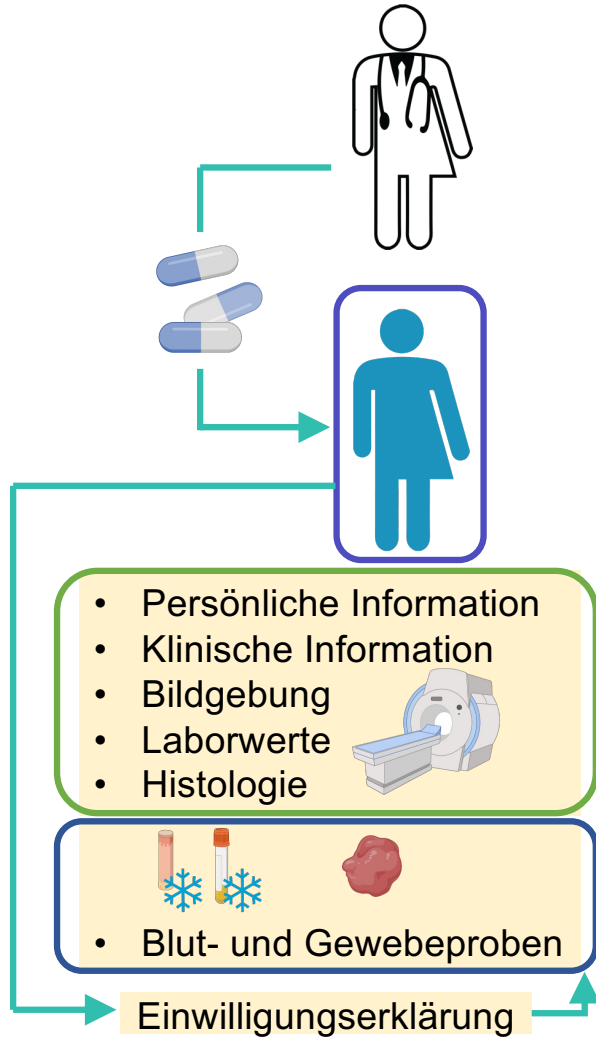 • Persönliche Information
• Klinische Information
• Bildgebung
• Laborwerte
• Histologie
• Blut- und Gewebeproben
Einwilligungserklärung